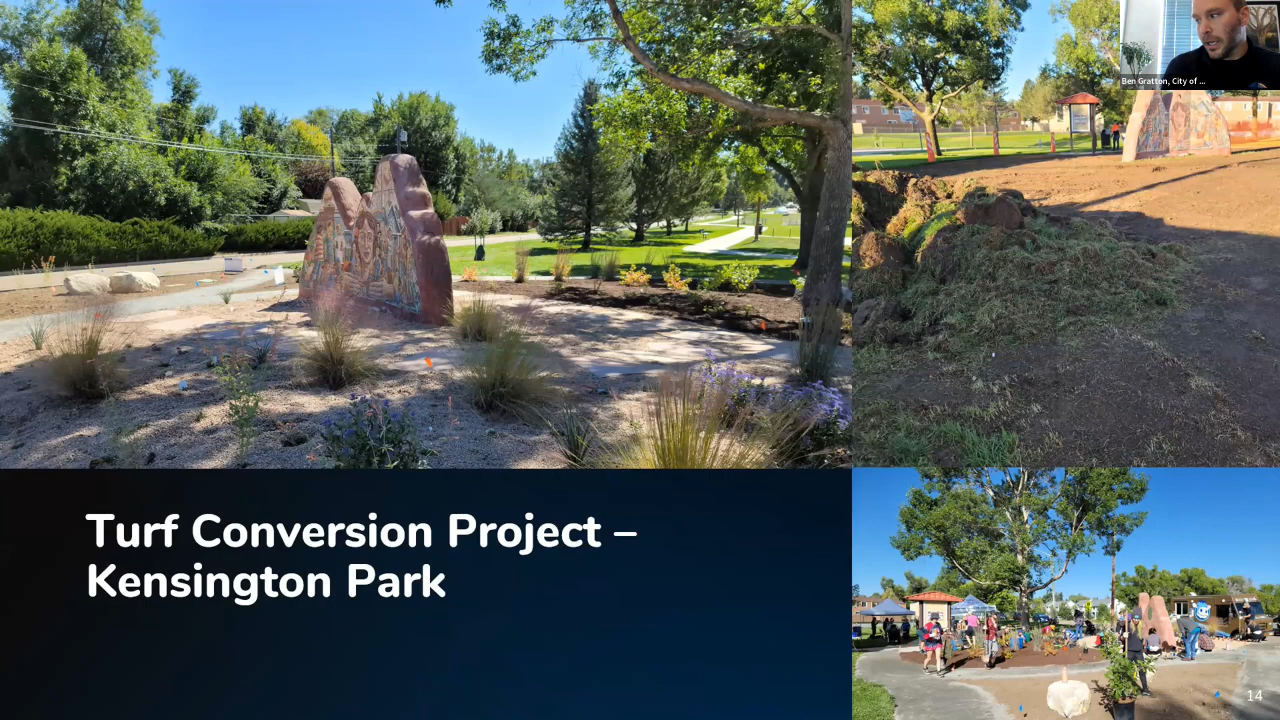 Ben Gratton, City of ...
Turf Conversion Project –
Kensington Park
14